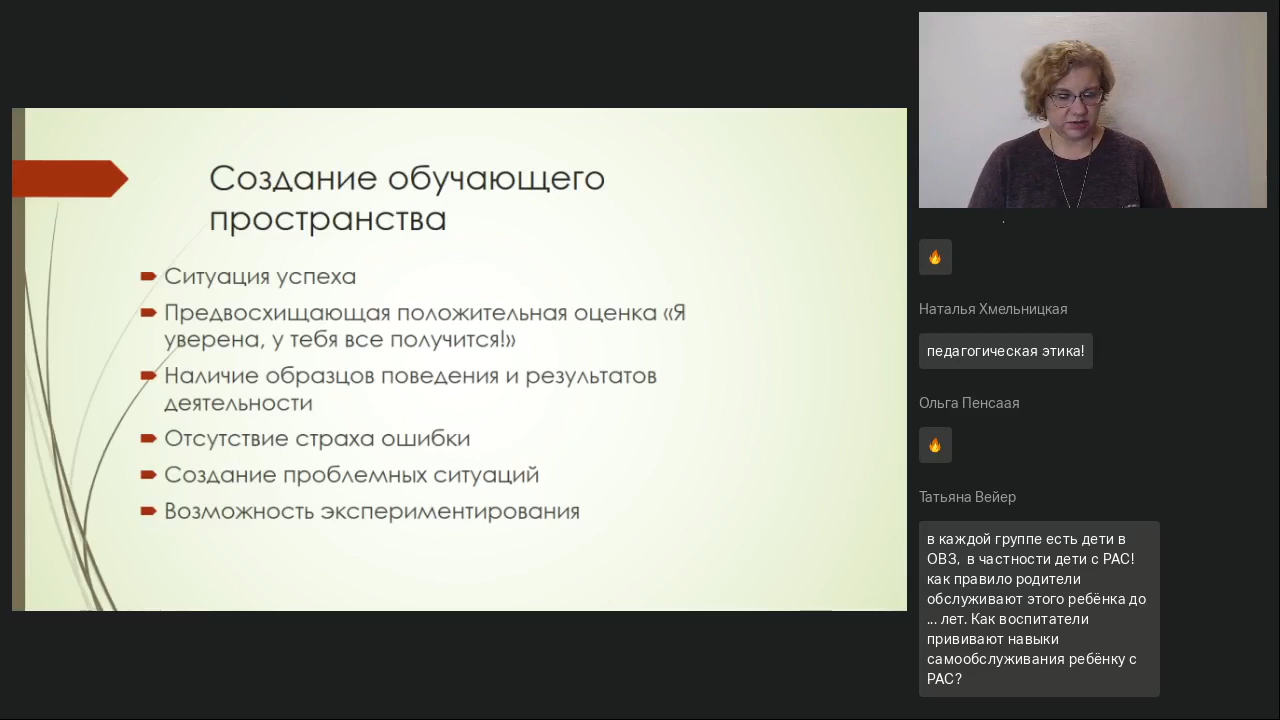 Создание обучающего
пространства
Ситуация успеха
Предвосхищающая положительная оценка «Я
уверена, у тебя все получится!»
Наличие образцов поведения и результатов
деятельности
Отсутствие страха ошибки
Создание проблемных ситуаций
Возможность экспериментирования
Наталья Хмельницкая
педагогическая этика!
Ольга Пенсаая
Татьяна Вейер
в каждой группе есть дети в
ОВЗ, в частности дети с РАС!
как правило родители
обслуживают этого ребёнка до
... лет. Как воспитатели
прививают навыки
самообслуживания ребёнку с
РАС?